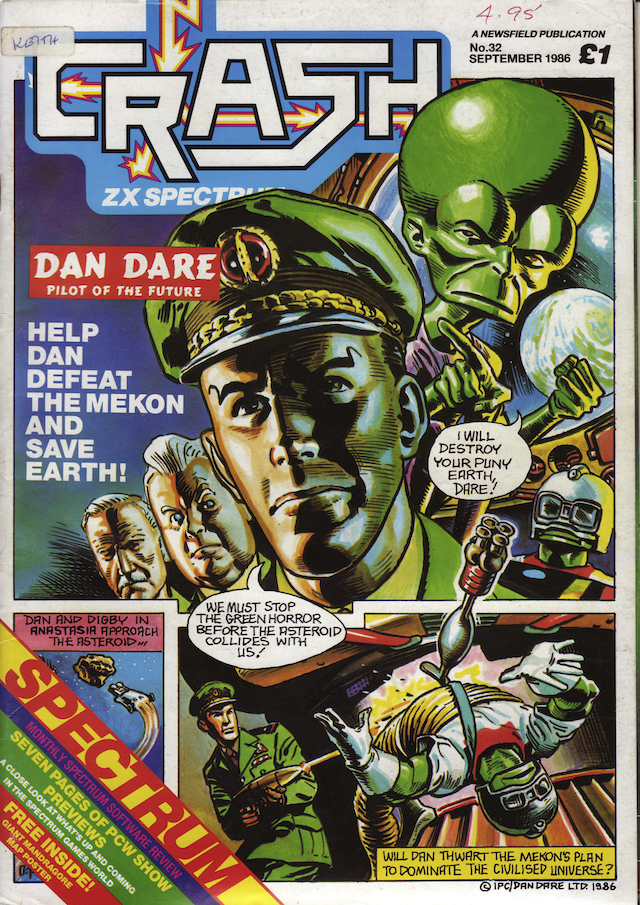 KEITH
4.95
A NEWSFIELD PUBLICATION
No.32
SEPTEMBER 1986 £1
CRASH
ZX SPECTRUM
DAN DARE
PILOT OF THE FUTURE
HELP
DAN
DEFEAT
THE MEKON
AND
SAVE
EARTH!
I WILL
DESTROY
YOUR PUNY
EARTH,
DARE!
WE MUST STOP
THE GREEN HORROR
BEFORE THE ASTEROID
COLLIDES WITH
US!
DAN AND DIGBY IN
ANASTASIA APPROACH
THE ASTEROID...
SPECTRUM
MONTHLY SPECTRUM SOFTWARE REVIEW
SEVEN PAGES OF PCW SHOW
PREVIEWS
A CLOSE LOOK AT WHAT'S UP AND COMING
IN THE SPECTRUM GAMES WORLD
FREE INSIDE!
GIANT MANDRAGORE
MAP POSTER
WILL DAN THWART THE MEKON'S PLAN
TO DOMINATE THE CIVILISED UNIVERSE?
© IPC/DAN DARE LTD. 1986